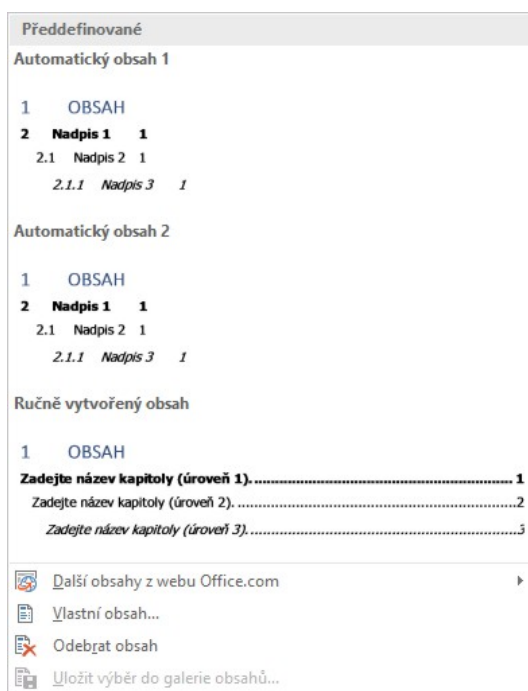 Předdefinované
Automatický obsah 1
1 OBSAH
2 Nadpis 1 1
2.1 Nadpis 2 1
2.1.1 Nadpis 3 1
Automatický obsah 2
1 OBSAH
2 Nadpis 1 1
2.1 Nadpis 2 1
2.1.1 Nadpis 3 1
Ručně vytvořený obsah
1 OBSAH
Zadejte název kapitoly (úroveň 1)...............................................................1
Zadejte název kapitoly (úroveň 2)...............................................................2
Zadejte název kapitoly (úroveň 3)...............................................................3
Další obsahy z webu Office.com
Vlastní obsah...
Odebrat obsah
Uložit výběr do galerie obsahů...